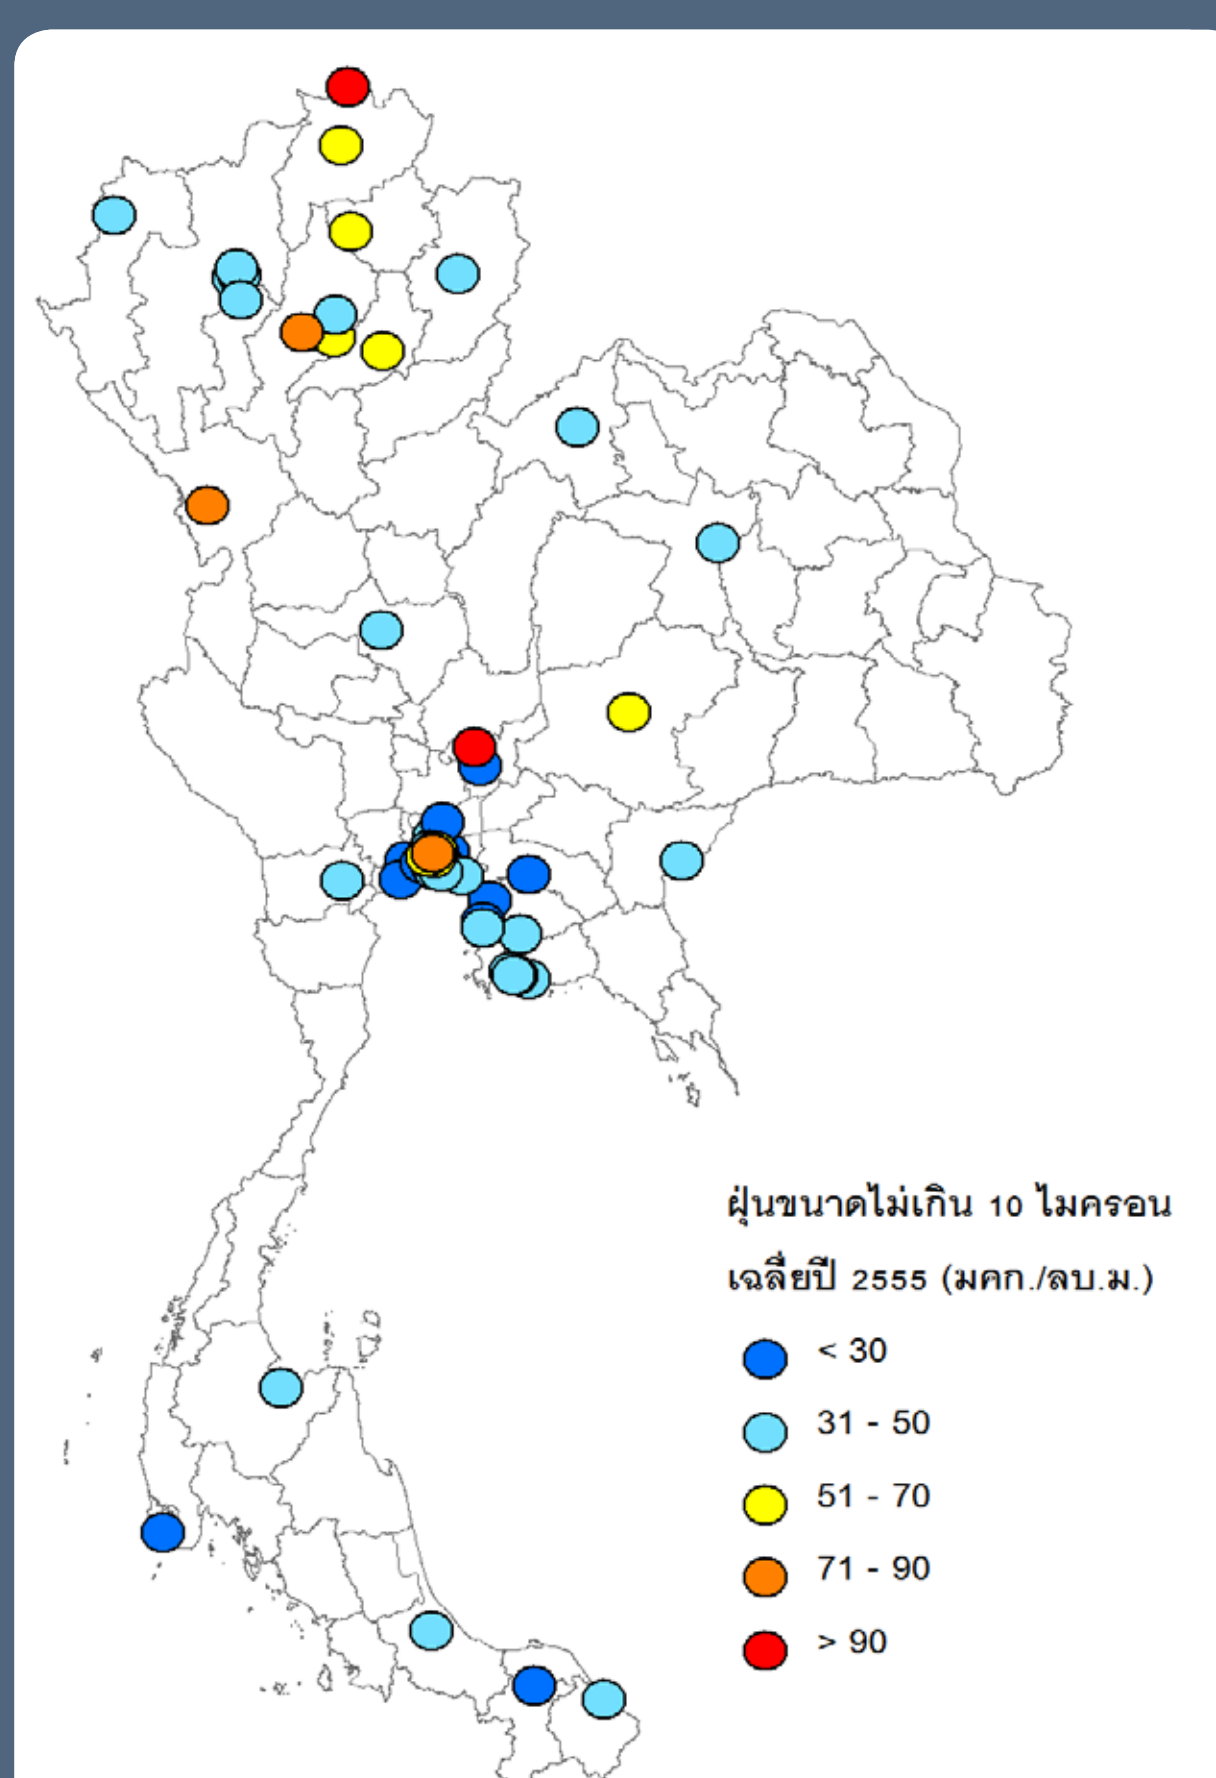 ฝุ่นขนาดไม่เกิน 10 ไมครอน
เฉลี่ยปี 2555 (มคก./ลบ.ม.)
< 30
31 - 50
51 - 70
71 - 90
> 90